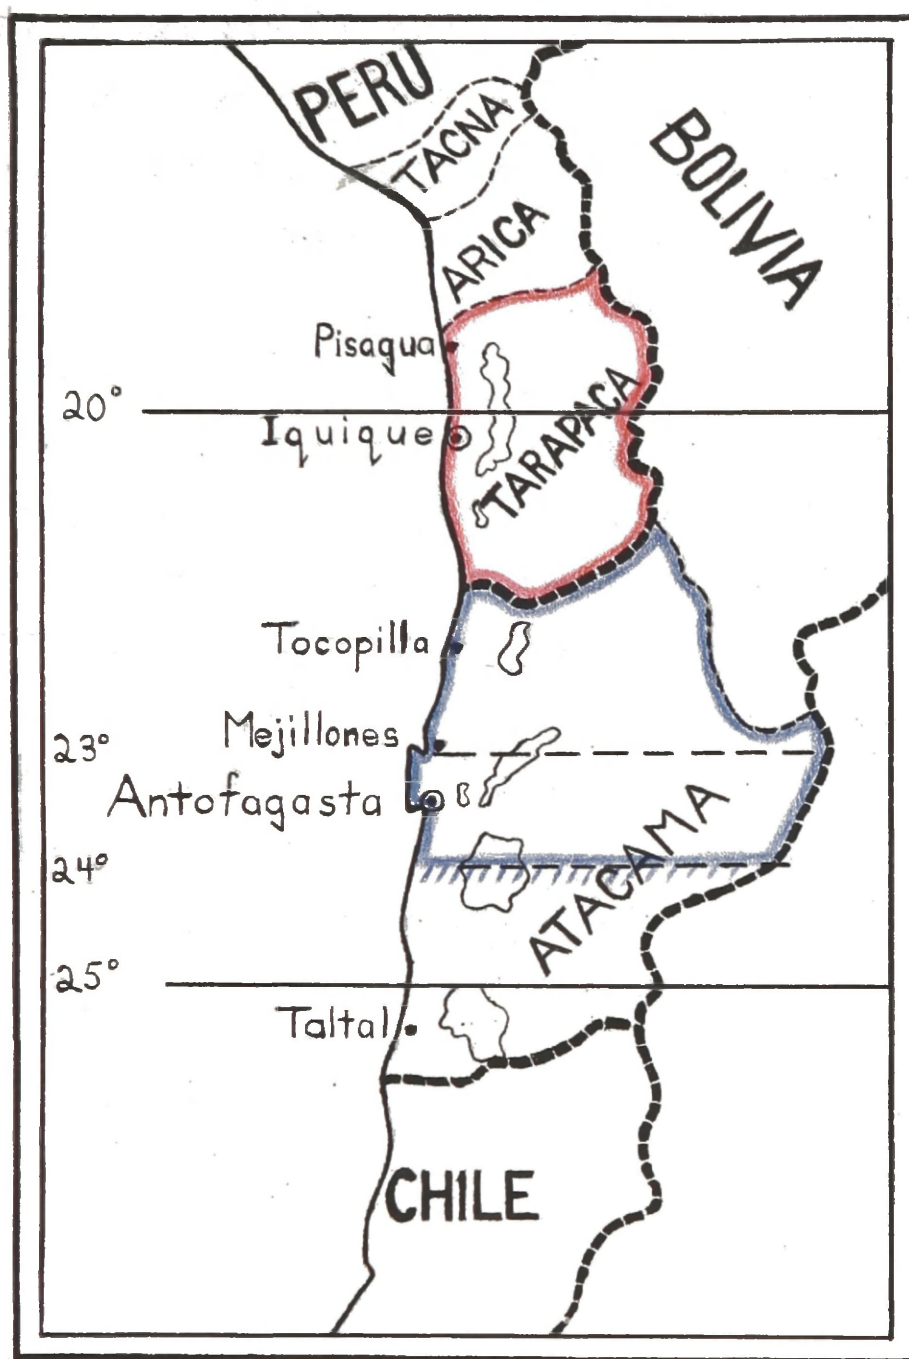 PERU
TACNA
BOLIVIA
ARICA
Pisagua
20°
TARAPACA
Iquique
Tocopilla
Mejillones
23°
Antofagasta
24°
ATACAMA
25°
Taltal
CHILE